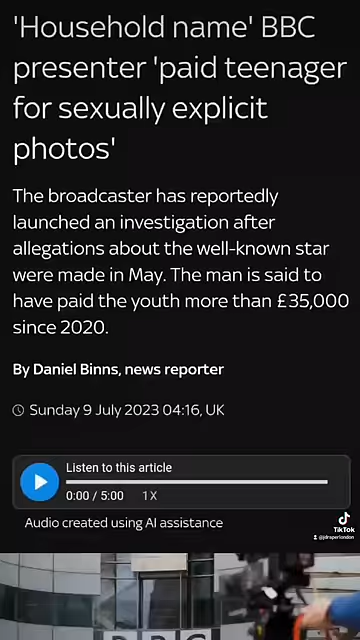 'Household name' BBC
presenter 'paid teenager
for sexually explicit
photos'
The broadcaster has reportedly
launched an investigation after
allegations about the well-known star
were made in May. The man is said to
have paid the youth more than £35,000
since 2020.
By Daniel Binns, news reporter
Sunday 9 July 2023 04:16, UK
Listen to this article
0:00 / 5:00 1X
Audio created using AI assistance
TikTok
@jdraperlondon
BBC